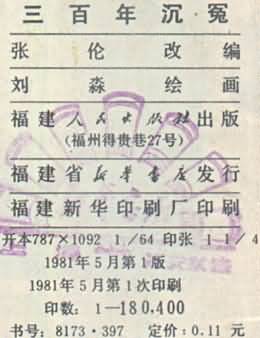 三百年沉冤
张伦改编
刘淼绘画
福建人民出版社出版
(福州得贵巷27号)
福建省新华书店发行
福建新华印刷厂印刷
开本787×1092 1/64 印张 1 1/4
1981年5月第1版
1981年5月第1次印刷
印数：1—180,400
书号：8173·397 定价：0.11 元